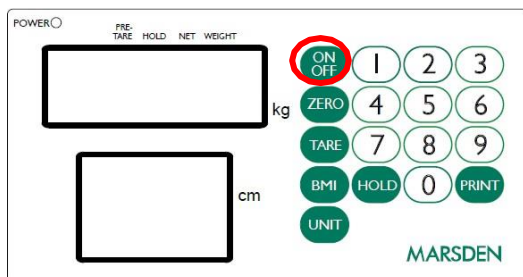 POWER
PRE-
TARE HOLD NET WEIGHT
kg
cm
ON
OFF
1 2 3
ZERO 4 5 6
TARE 7 8 9
BMI HOLD 0 PRINT
UNIT
MARSDEN